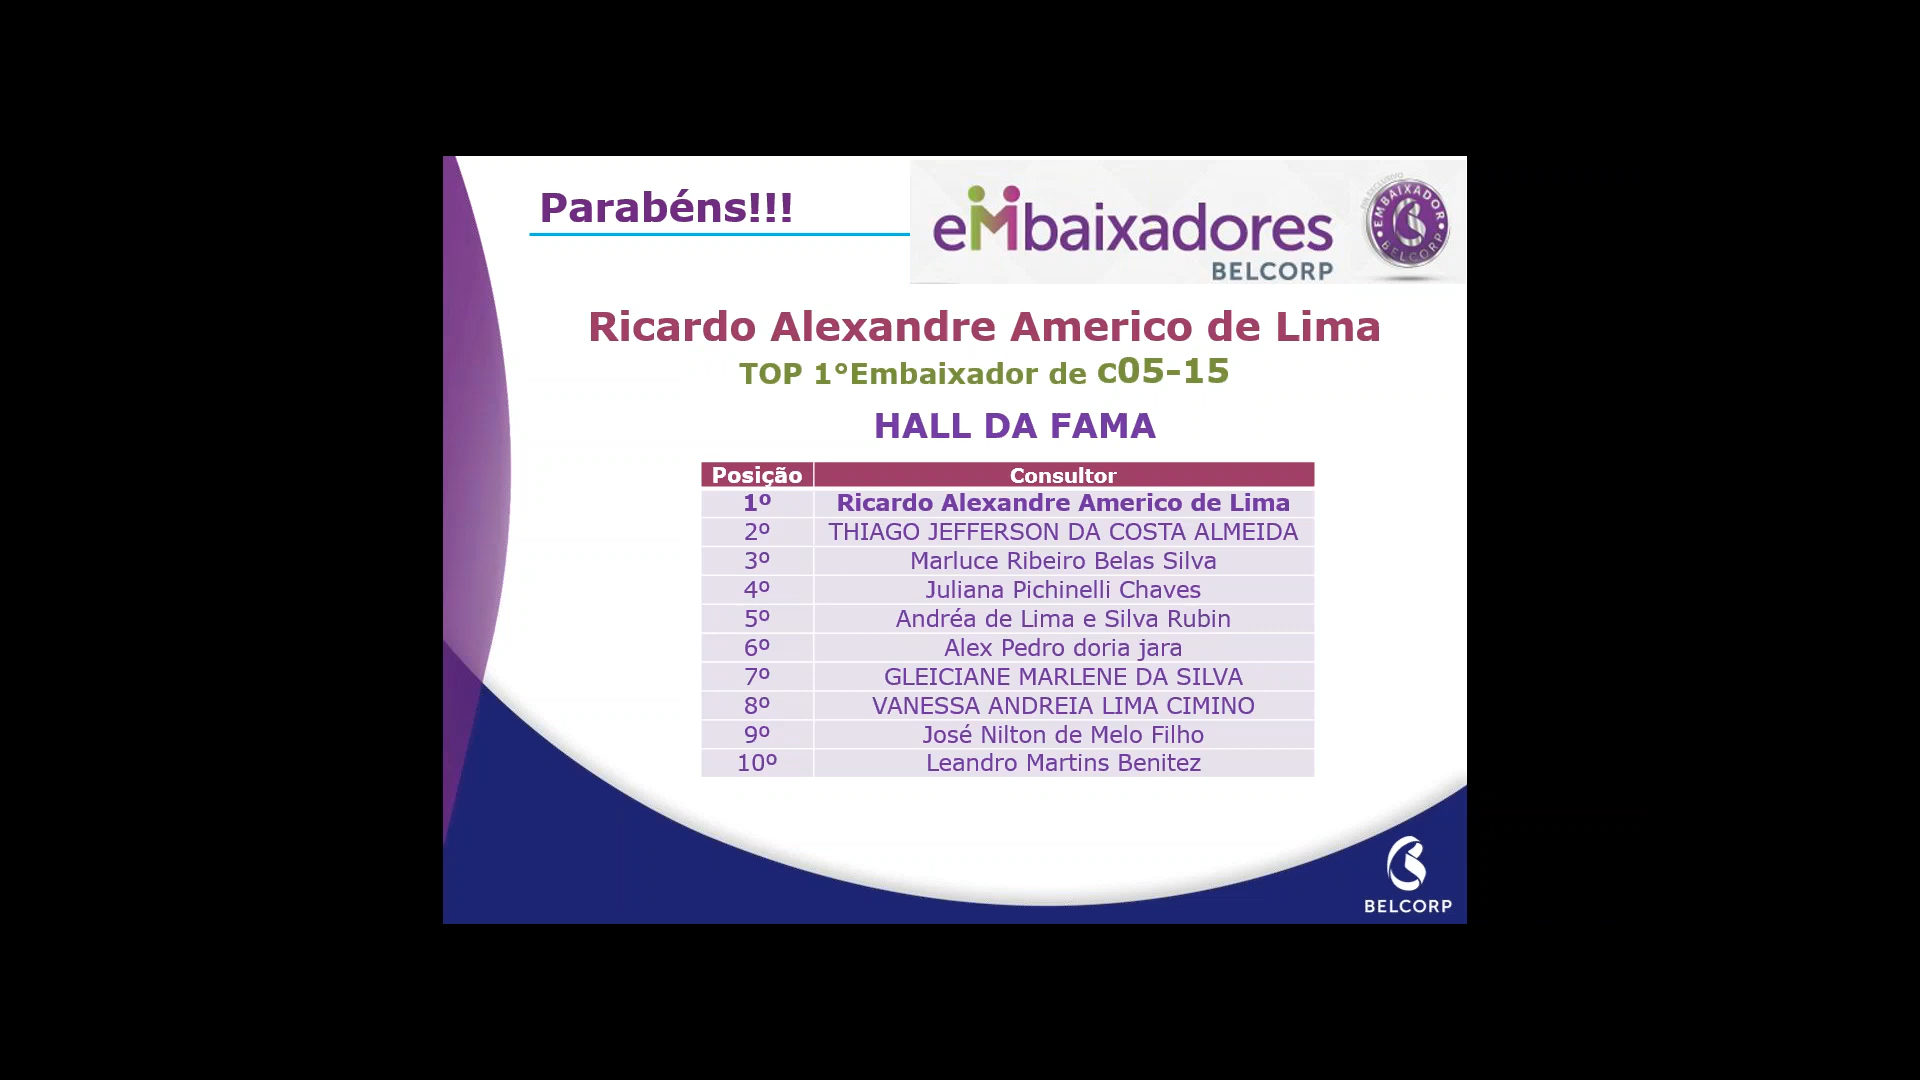 Parabéns!!!
eMbaixadores
BELCORP
EMBAIXADOR
BELCORP
Ricardo Alexandre Americo de Lima
TOP 1°Embaixador de c05-15
HALL DA FAMA
Posição Consultor
1º Ricardo Alexandre Americo de Lima
2º THIAGO JEFFERSON DA COSTA ALMEIDA
3º Marluce Ribeiro Belas Silva
4º Juliana Pichinelli Chaves
5º Andréa de Lima e Silva Rubin
6º Alex Pedro doria jara
7º GLEICIANE MARLENE DA SILVA
8º VANESSA ANDREIA LIMA CIMINO
9º José Nilton de Melo Filho
10º Leandro Martins Benitez
BELCORP